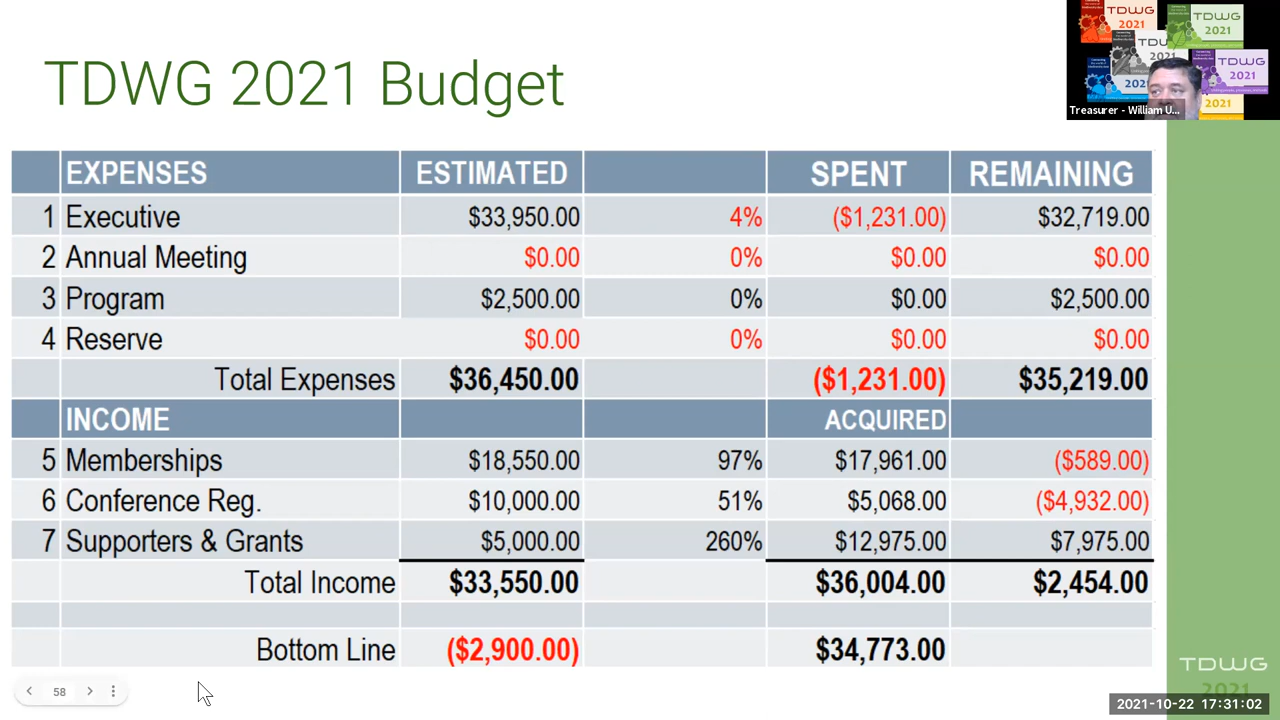 TDWG 2021 Budget
TDWG
2021
TDWG
2021
TDWG
2021
2021
2021
Treasurer - William U...
EXPENSES ESTIMATED SPENT REMAINING
1 Executive $33,950.00 4% ($1,231.00) $32,719.00
2 Annual Meeting $0.00 0% $0.00 $0.00
3 Program $2,500.00 0% $0.00 $2,500.00
4 Reserve $0.00 0% $0.00 $0.00
Total Expenses $36,450.00 ($1,231.00) $35,219.00
INCOME ACQUIRED
5 Memberships $18,550.00 97% $17,961.00 ($589.00)
6 Conference Reg. $10,000.00 51% $5,068.00 ($4,932.00)
7 Supporters & Grants $5,000.00 260% $12,975.00 $7,975.00
Total Income $33,550.00 $36,004.00 $2,454.00
Bottom Line ($2,900.00) $34,773.00
58
TDWG
2021
2021-10-22 17:31:02